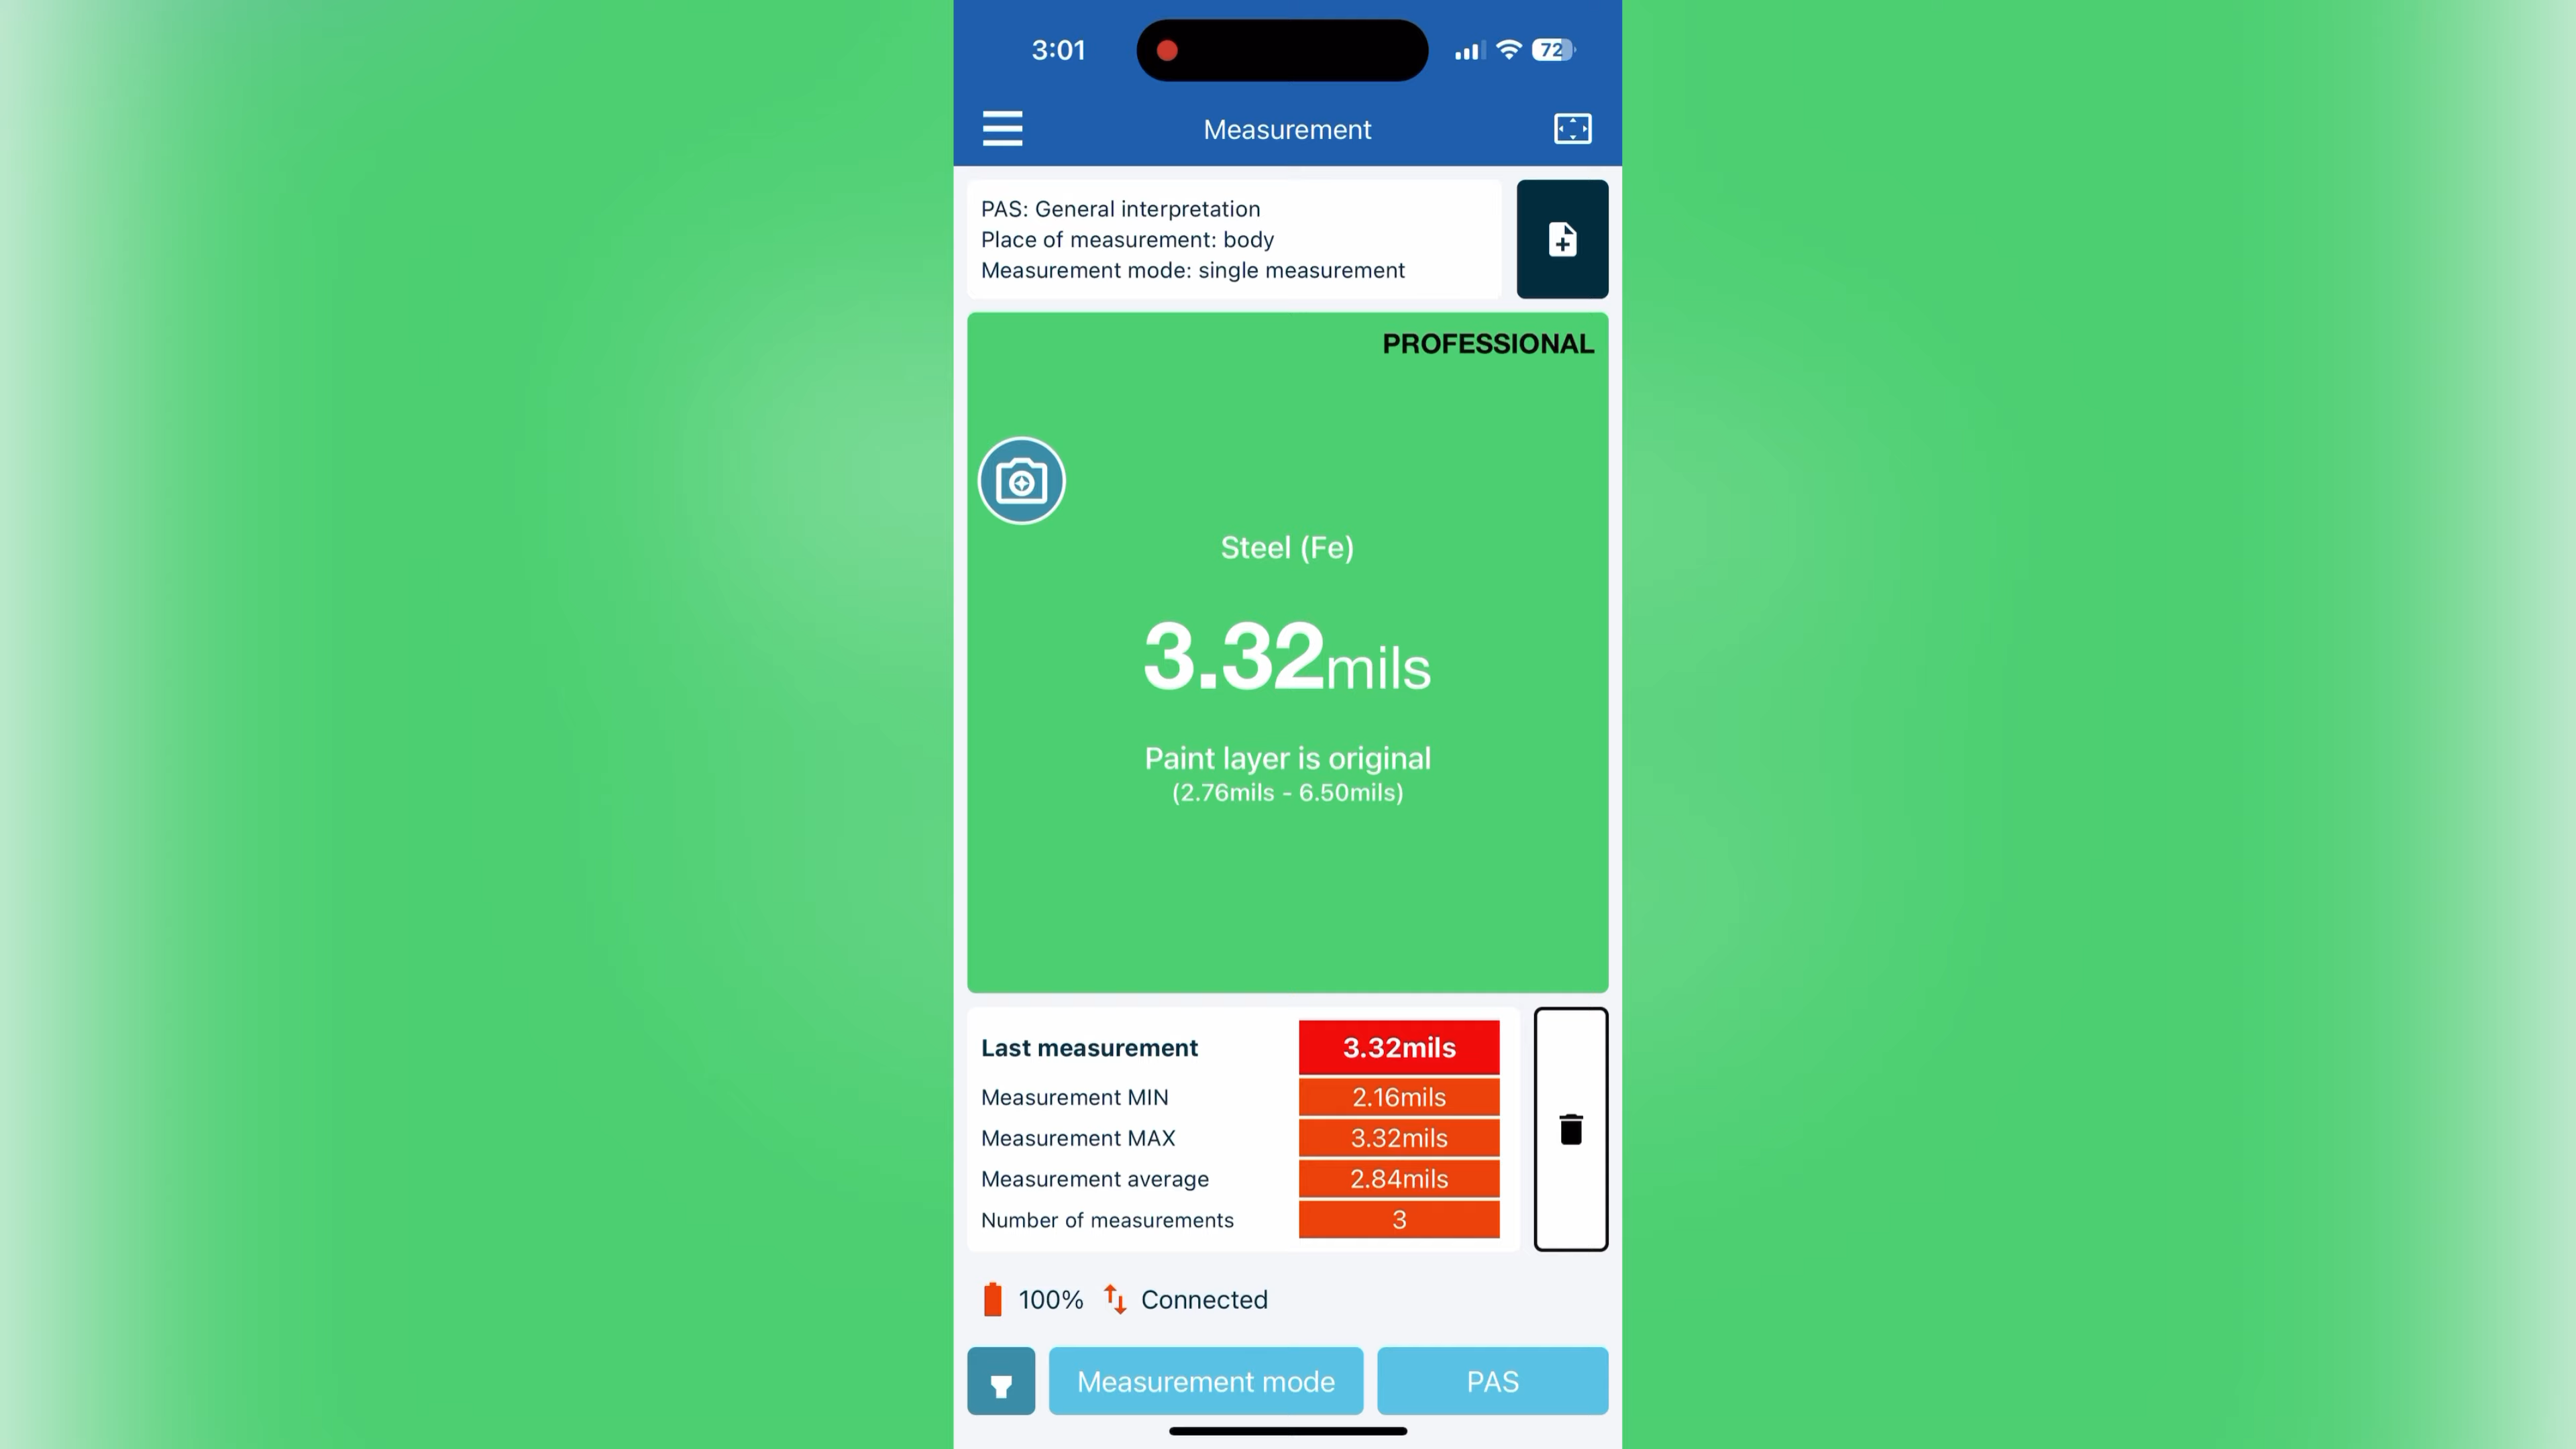 3:01
72
Measurement
PAS: General interpretation
Place of measurement: body
Measurement mode: single measurement
PROFESSIONAL
Steel (Fe)
3.32mils
Paint layer is original
(2.76mils - 6.50mils)
Last measurement 3.32mils
Measurement MIN 2.16mils
Measurement MAX 3.32mils
Measurement average 2.84mils
Number of measurements 3
100% Connected
Measurement mode PAS